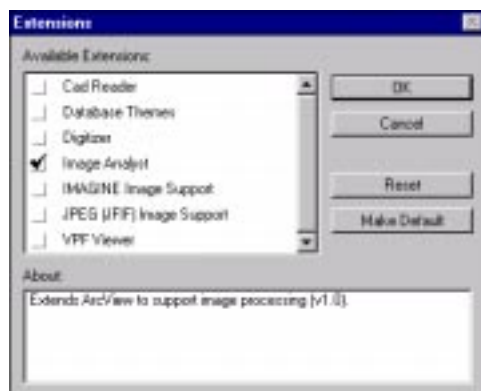 Extensions
Available Extensions:
Cad Reader
Database Themes
Digitizer
Image Analyst
IMAGINE Image Support
JPEG (JFIF) Image Support
VPF Viewer
OK
Cancel
Reset
Make Default
About:
Extends ArcView to support image processing (v1.0).